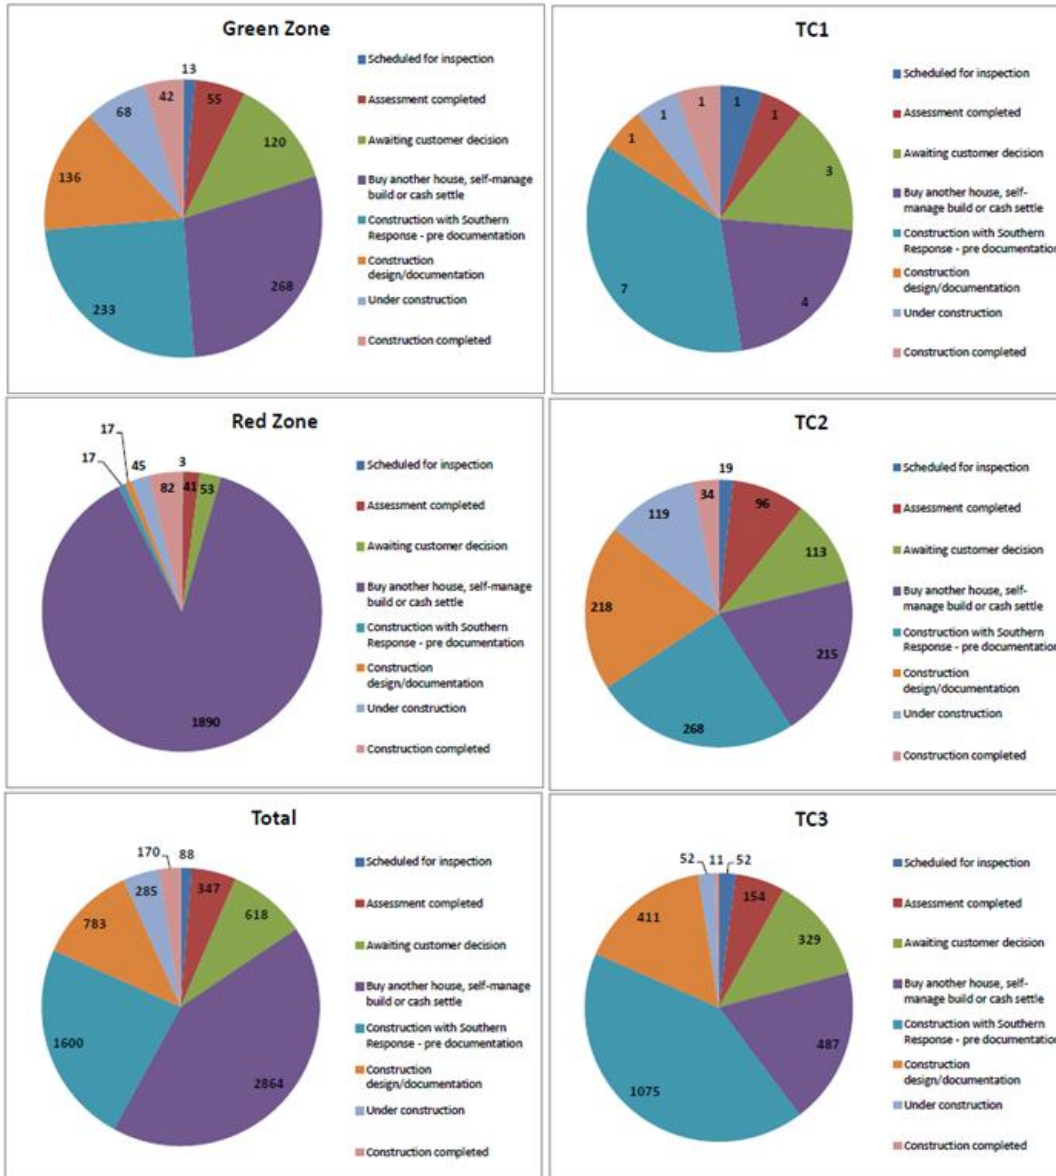 Green Zone
13
55
120
268
233
136
68
42
Scheduled for inspection
Assessment completed
Awaiting customer decision
Buy another house, self-manage
build or cash settle
Construction with Southern
Response - pre documentation
Construction
design/documentation
Under construction
Construction completed
TC1
1
1
3
4
7
1
1
1
Scheduled for inspection
Assessment completed
Awaiting customer decision
Buy another house, self-
manage build or cash settle
Construction with Southern
Response - pre documentation
Construction
design/documentation
Under construction
Construction completed
Red Zone
3
41
53
1890
17
17
45
82
Scheduled for inspection
Assessment completed
Awaiting customer decision
Buy another house, self-manage
build or cash settle
Construction with Southern
Response - pre documentation
Construction
design/documentation
Under construction
Construction completed
TC2
19
96
113
215
268
218
119
34
Scheduled for inspection
Assessment completed
Awaiting customer decision
Buy another house, self-
manage build or cash settle
Construction with Southern
Response - pre documentation
Construction
design/documentation
Under construction
Construction completed
Total
88
347
618
2864
1600
783
285
170
Scheduled for inspection
Assessment completed
Awaiting customer decision
Buy another house, self-manage
build or cash settle
Construction with Southern
Response - pre documentation
Construction
design/documentation
Under construction
Construction completed
TC3
52
154
329
487
1075
411
52
11
Scheduled for inspection
Assessment completed
Awaiting customer decision
Buy another house, self-
manage build or cash settle
Construction with Southern
Response - pre documentation
Construction
design/documentation
Under construction
Construction completed